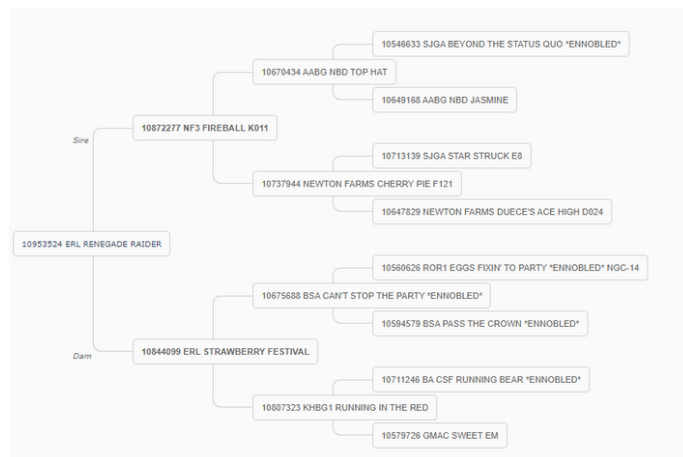 10546633 SJGA BEYOND THE STATUS QUO *ENNOBLED*
10670434 AABG NBD TOP HAT
10649168 AABG NBD JASMINE
10872277 NF3 FIREBALL K011
Sire
10713139 SJGA STAR STRUCK E8
10737944 NEWTON FARMS CHERRY PIE F121
10647829 NEWTON FARMS DUECE'S ACE HIGH D024
10953524 ERL RENEGADE RAIDER
10560626 ROR1 EGGS FIXIN' TO PARTY *ENNOBLED* NGC-14
10675688 BSA CAN'T STOP THE PARTY *ENNOBLED*
10594579 BSA PASS THE CROWN *ENNOBLED*
10844099 ERL STRAWBERRY FESTIVAL
Dam
10711246 BA CSF RUNNING BEAR *ENNOBLED*
10807323 KHBG1 RUNNING IN THE RED
10579726 GMAC SWEET EM